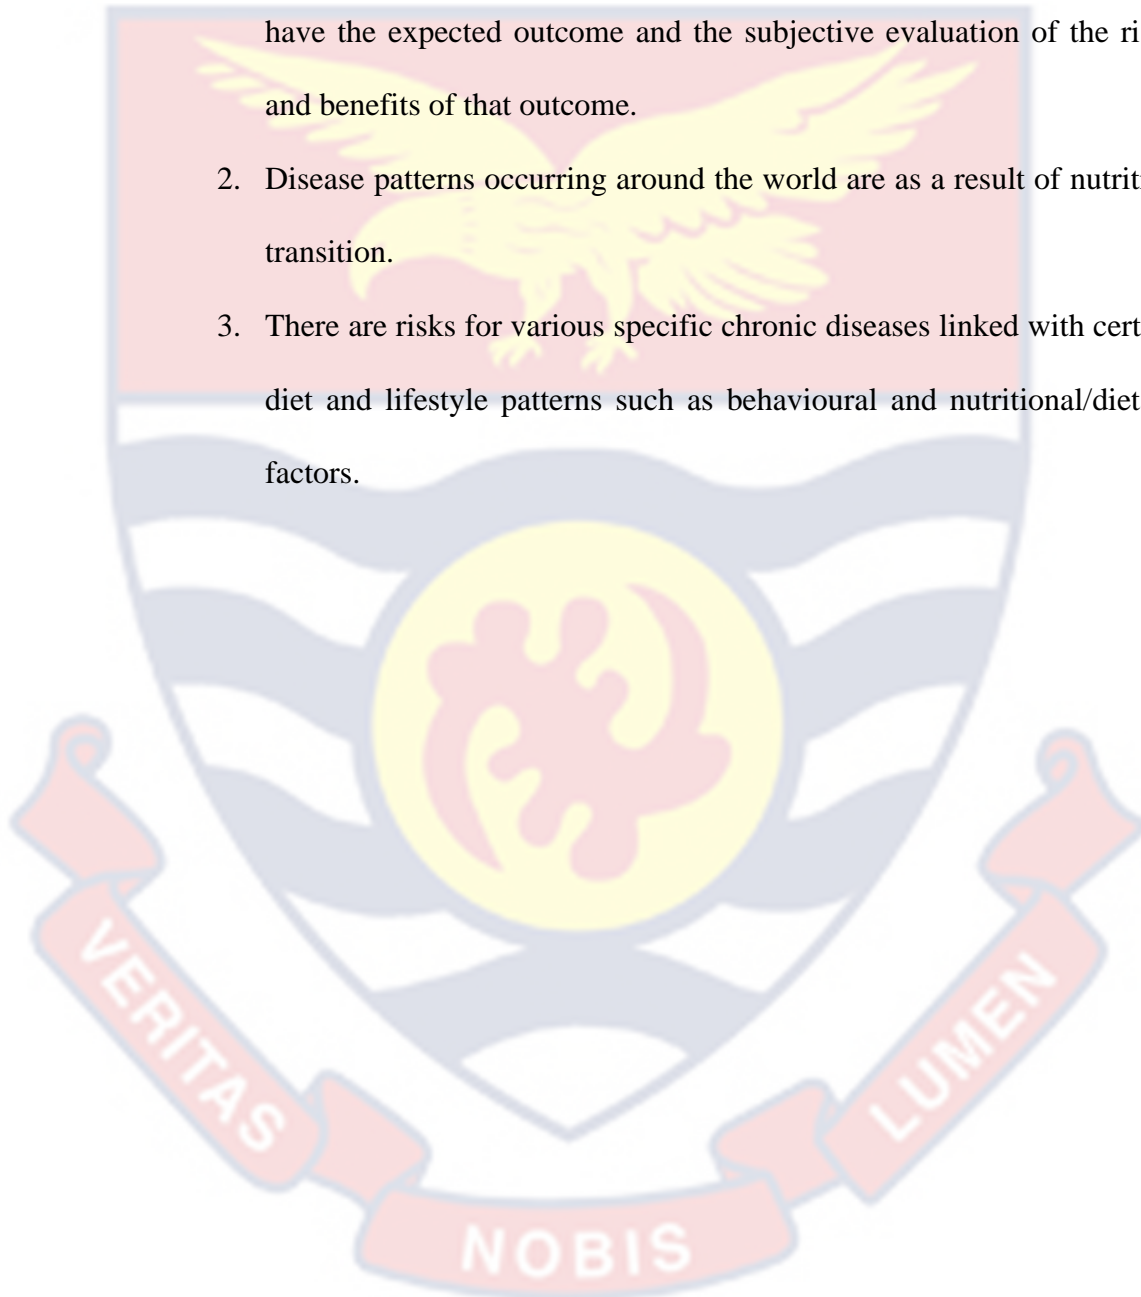 have the expected outcome and the subjective evaluation of the ri
and benefits of that outcome.
2. Disease patterns occurring around the world are as a result of nutriti
transition.
3. There are risks for various specific chronic diseases linked with cert
diet and lifestyle patterns such as behavioural and nutritional/diet
factors.
VERITAS
NOBIS
LUMEN